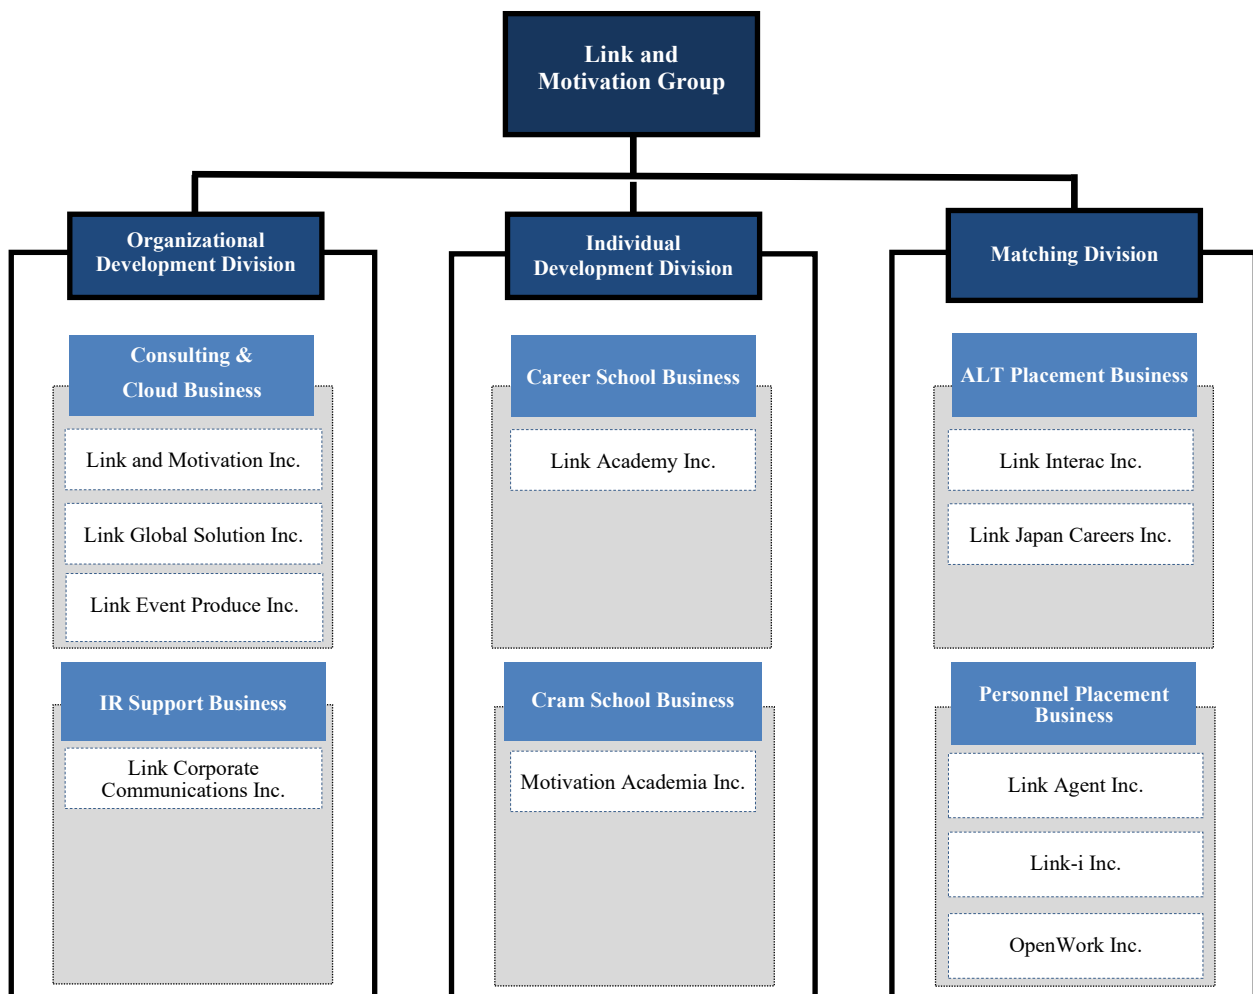 Link and
Motivation Group
Organizational
Development Division
Individual
Development Division
Matching Division
Consulting &
Cloud Business
Link and Motivation Inc.
Link Global Solution Inc.
Link Event Produce Inc.
IR Support Business
Link Corporate
Communications Inc.
Career School Business
Link Academy Inc.
Cram School Business
Motivation Academia Inc.
ALT Placement Business
Link Interac Inc.
Link Japan Careers Inc.
Personnel Placement
Business
Link Agent Inc.
Link-i Inc.
OpenWork Inc.